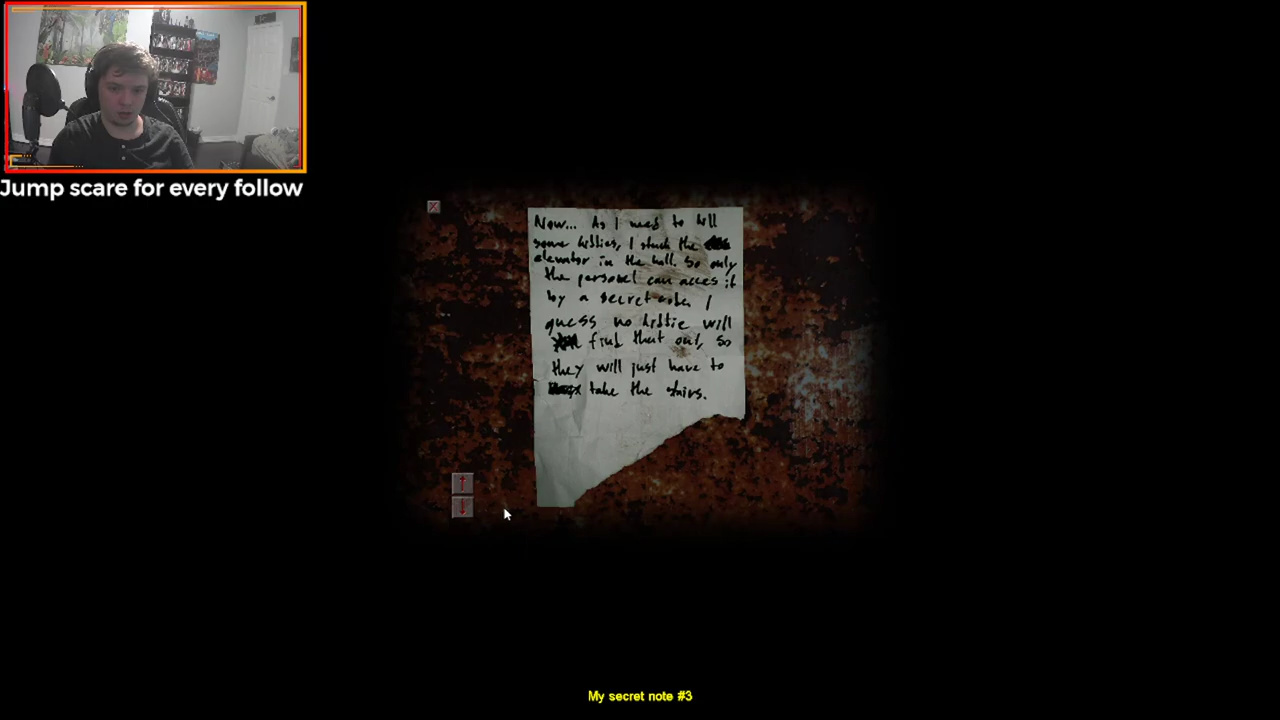 Jump scare for every follow
Now... As I need to kill
some kiddies, I stuck the
elevator in the hall. So only
the personel can acces it
by a secret code. I
guess no kiddie will
find that out, so
they will just have to
take the stairs.
My secret note #3